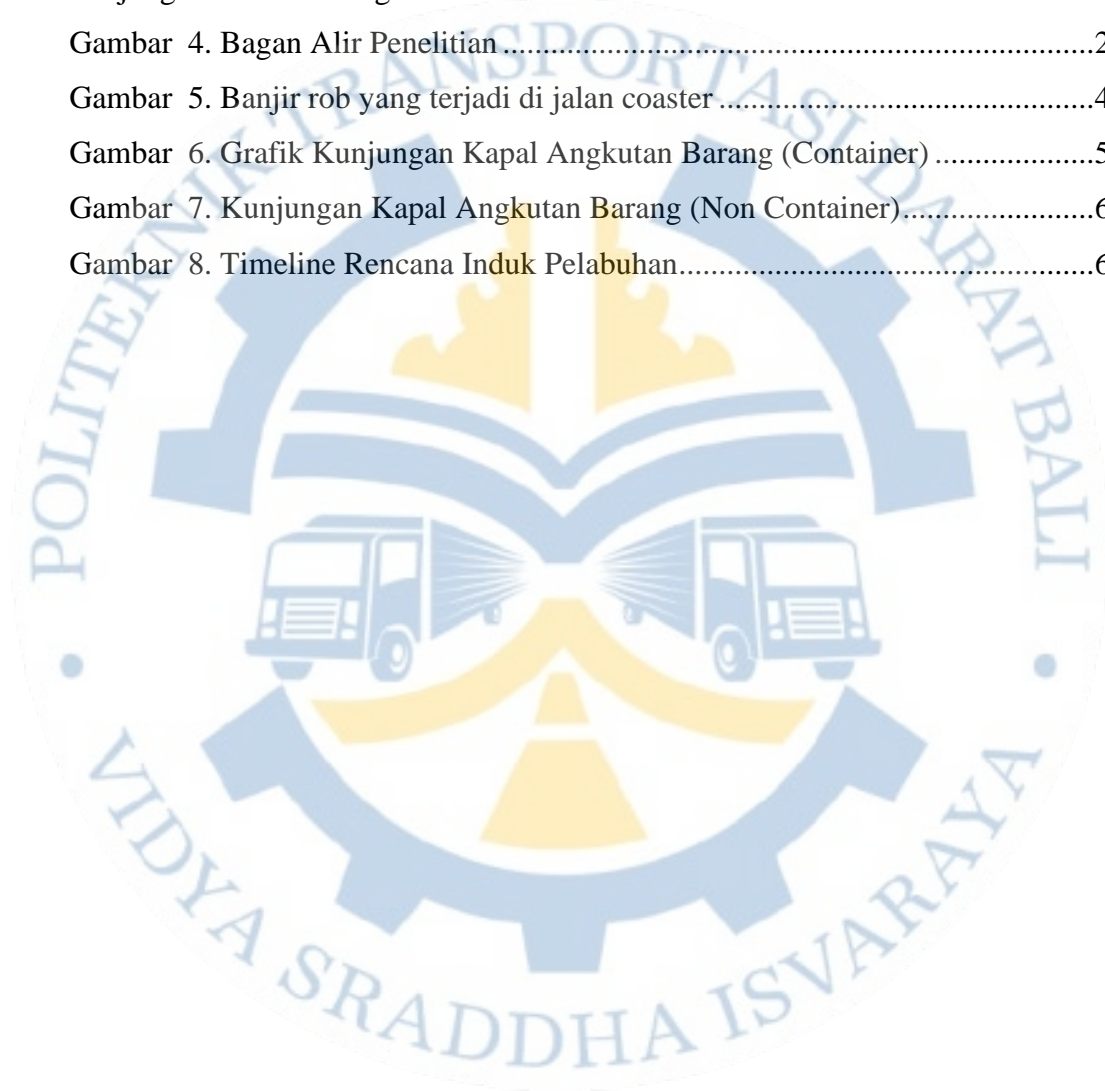 Gambar 4. Bagan Alir Penelitian.......................................................................2
Gambar 5. Banjir rob yang terjadi di jalan coaster.............................................4
Gambar 6. Grafik Kunjungan Kapal Angkutan Barang (Container)...................5
Gambar 7. Kunjungan Kapal Angkutan Barang (Non Container).......................6
Gambar 8. Timeline Rencana Induk Pelabuhan..................................................6
POLITEKNIK TRANSPORTASI DARAT BALI
• VIDYA SRADDHA ISVARAYA •